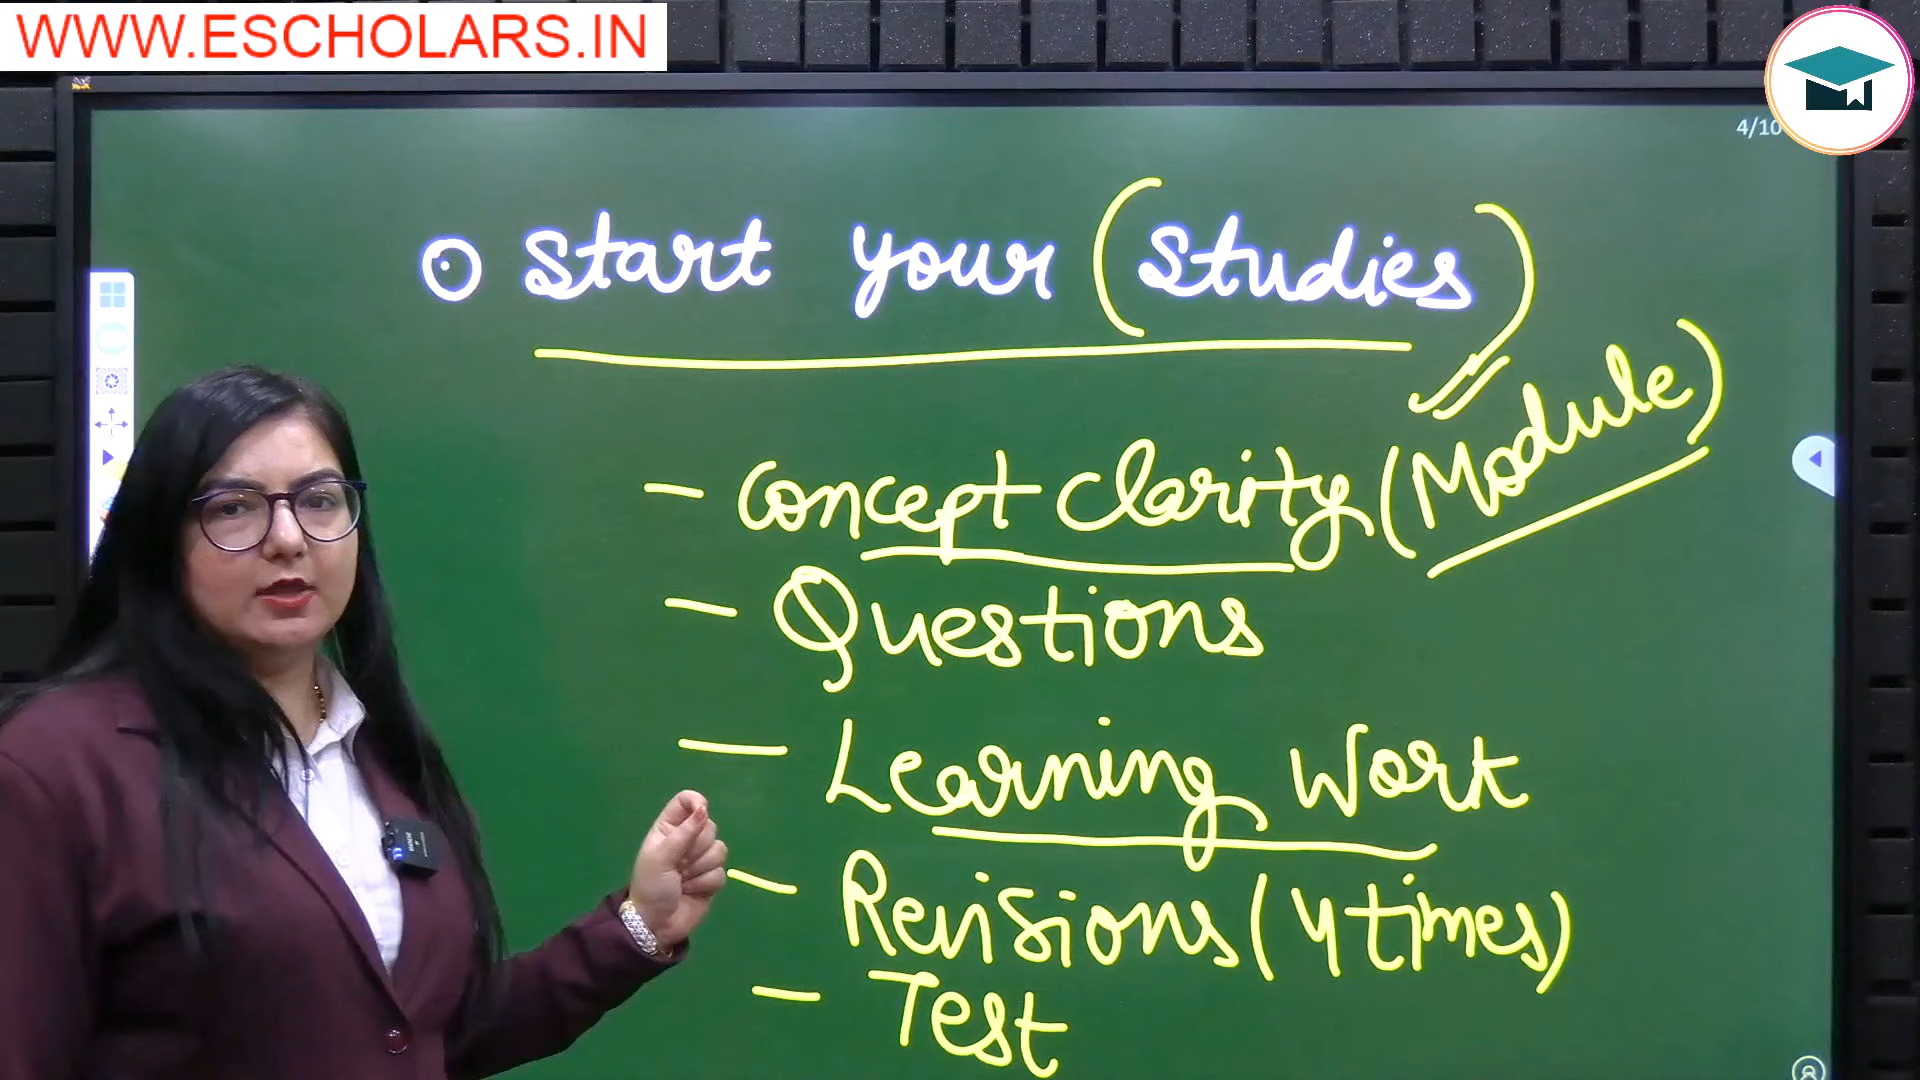 WWW.ESCHOLARS.IN
4/10
Start your (Studies)
- Concept Clarity (Module)
- Questions
- Learning Work
- Revisions (4 times)
- Test